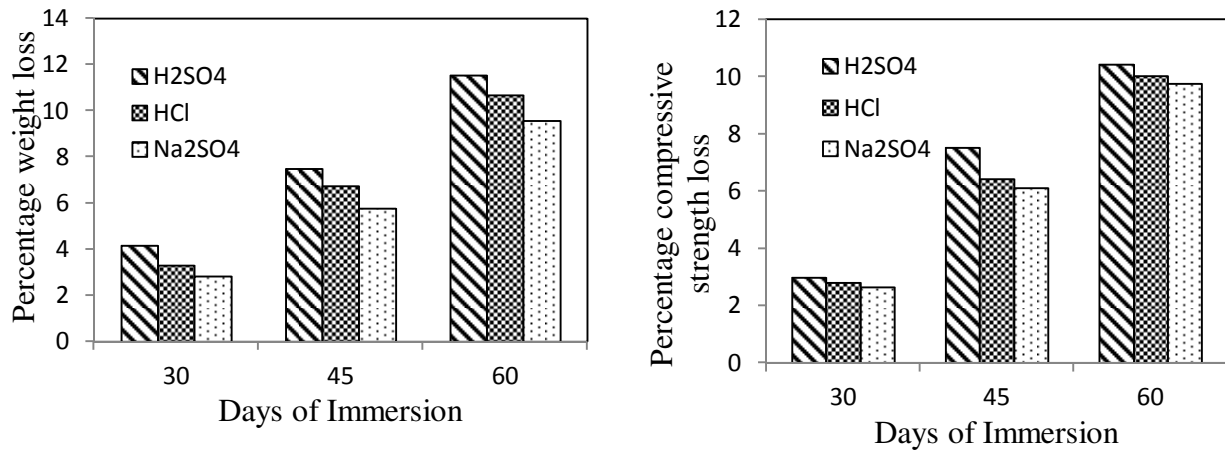 Percentage weight loss
14
12
10
8
6
4
2
0
H2SO4
HCl
Na2SO4
30 45 60
Days of Immersion
Percentage compressive
strength loss
12
10
8
6
4
2
0
H2SO4
HCl
Na2SO4
30 45 60
Days of Immersion